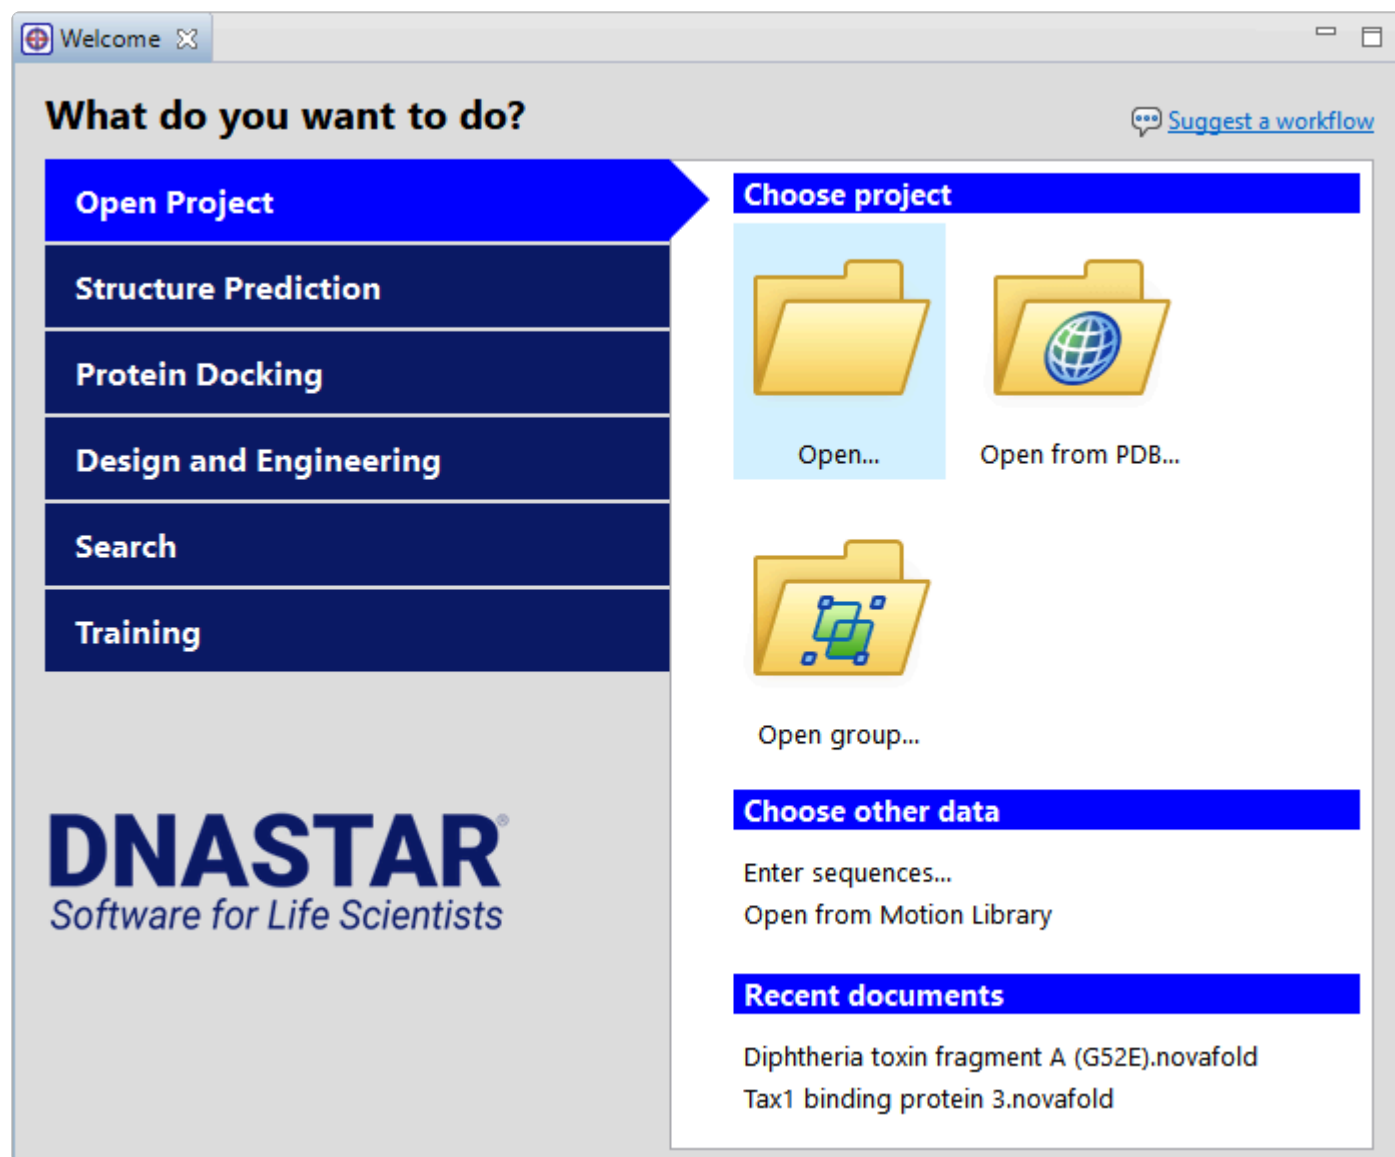 Welcome
What do you want to do?
Suggest a workflow
Open Project
Structure Prediction
Protein Docking
Design and Engineering
Search
Training
DNASTAR®
Software for Life Scientists
Choose project
Open...
Open from PDB...
Open group...
Choose other data
Enter sequences...
Open from Motion Library
Recent documents
Diphtheria toxin fragment A (G52E).novafold
Tax1 binding protein 3.novafold